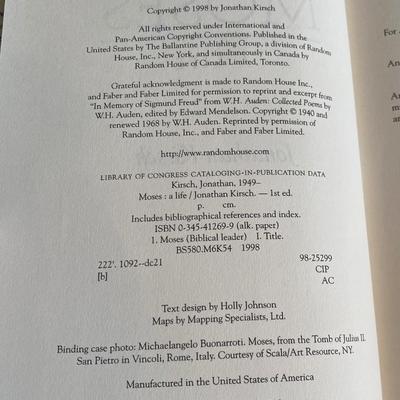 Copyright © 1998 by Jonathan Kirsch
All rights reserved under International and
Pan-American Copyright Conventions. Published in the
United States by The Ballantine Publishing Group, a division of Random
House, Inc., New York, and simultaneously in Canada by
Random House of Canada Limited, Toronto.
Grateful acknowledgment is made to Random House Inc.,
and Faber and Faber Limited for permission to reprint and excerpt from
"In Memory of Sigmund Freud" from W.H. Auden: Collected Poems by
W.H. Auden, edited by Edward Mendelson. Copyright © 1940 and
renewed 1968 by W.H. Auden. Reprinted by permission of
Random House, Inc., and Faber and Faber Limited.
http://www.randomhouse.com
LIBRARY OF CONGRESS CATALOGING-IN-PUBLICATION DATA
Kirsch, Jonathan, 1949–
Moses : a life / Jonathan Kirsch. — 1st ed.
p. cm.
Includes bibliographical references and index.
ISBN 0-345-41269-9 (alk. paper)
1. Moses (Biblical leader) I. Title.
BS580.M6K54 1998
222'. 1092--dc21 98-25299
[b] CIP
AC
Text design by Holly Johnson
Maps by Mapping Specialists, Ltd.
Binding case photo: Michaelangelo Buonarroti. Moses, from the Tomb of Julius II.
San Pietro in Vincoli, Rome, Italy. Courtesy of Scala/Art Resource, NY.
Manufactured in the United States of America
For